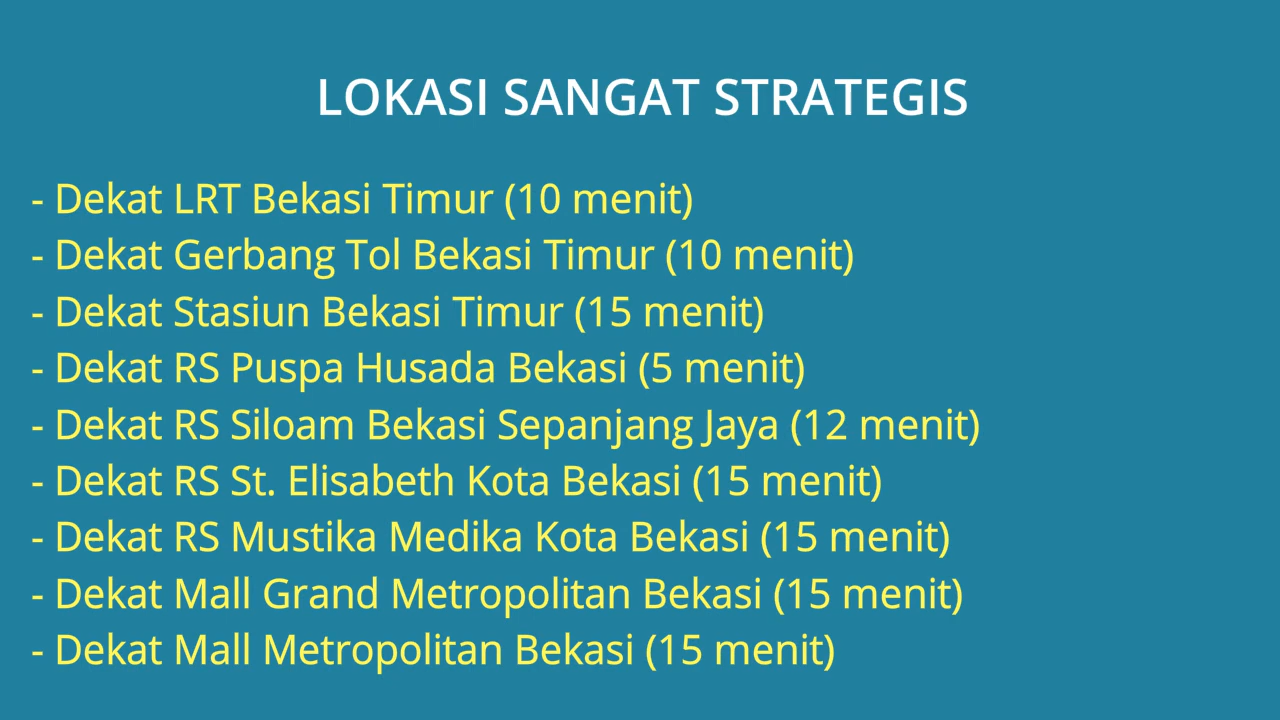 LOKASI SANGAT STRATEGIS
- Dekat LRT Bekasi Timur (10 menit)
- Dekat Gerbang Tol Bekasi Timur (10 menit)
- Dekat Stasiun Bekasi Timur (15 menit)
- Dekat RS Puspa Husada Bekasi (5 menit)
- Dekat RS Siloam Bekasi Sepanjang Jaya (12 menit)
- Dekat RS St. Elisabeth Kota Bekasi (15 menit)
- Dekat RS Mustika Medika Kota Bekasi (15 menit)
- Dekat Mall Grand Metropolitan Bekasi (15 menit)
- Dekat Mall Metropolitan Bekasi (15 menit)